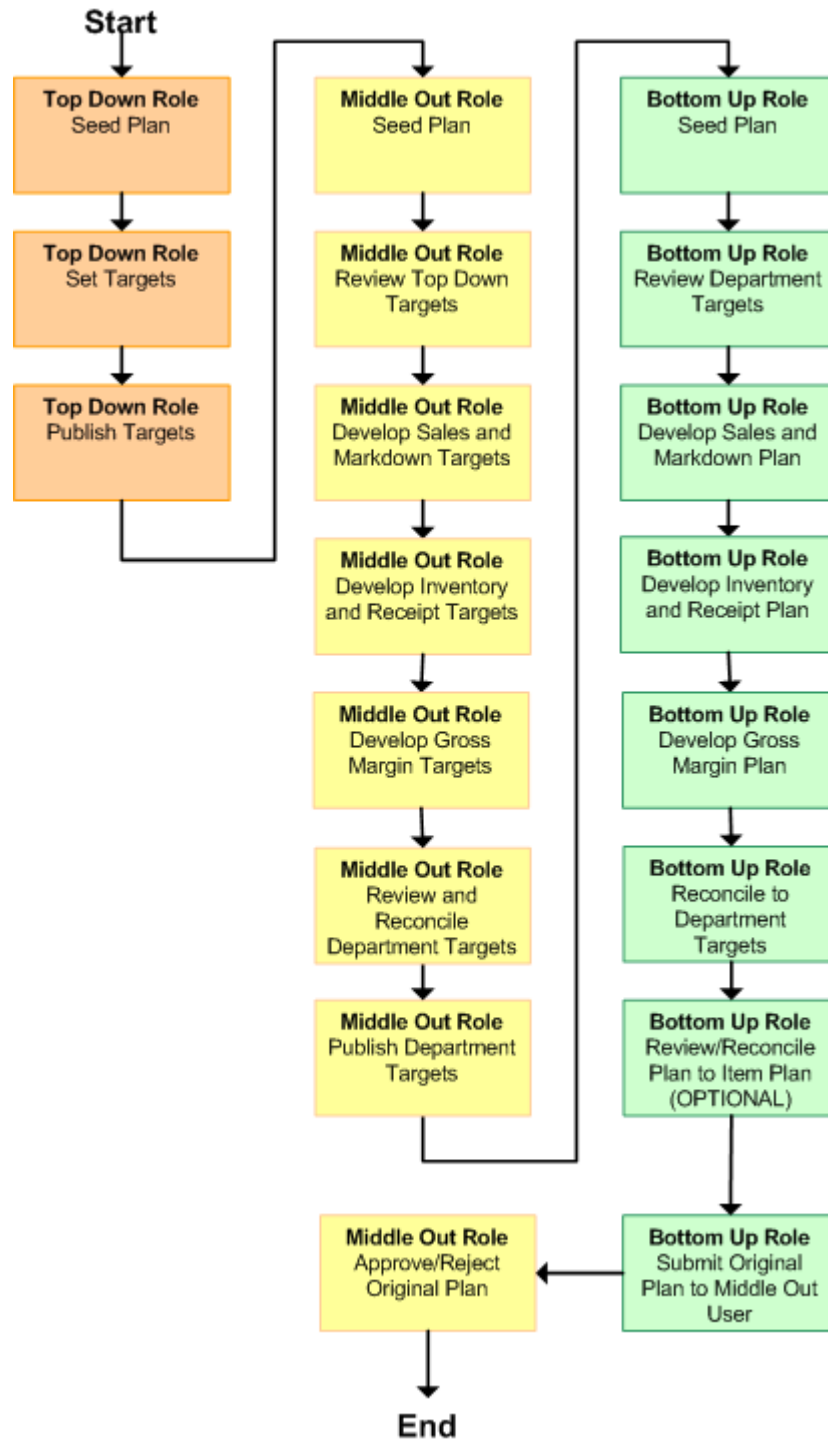 Start
Top Down Role
Seed Plan
Top Down Role
Set Targets
Top Down Role
Publish Targets
Middle Out Role
Seed Plan
Middle Out Role
Review Top Down
Targets
Middle Out Role
Develop Sales and
Markdown Targets
Middle Out Role
Develop Inventory
and Receipt Targets
Middle Out Role
Develop Gross
Margin Targets
Middle Out Role
Review and
Reconcile
Department Targets
Middle Out Role
Publish Department
Targets
Bottom Up Role
Seed Plan
Bottom Up Role
Review Department
Targets
Bottom Up Role
Develop Sales and
Markdown Plan
Bottom Up Role
Develop Inventory
and Receipt Plan
Bottom Up Role
Develop Gross
Margin Plan
Bottom Up Role
Reconcile to
Department
Targets
Bottom Up Role
Review/Reconcile
Plan to Item Plan
(OPTIONAL)
Bottom Up Role
Submit Original
Plan to Middle Out
User
Middle Out Role
Approve/Reject
Original Plan
End